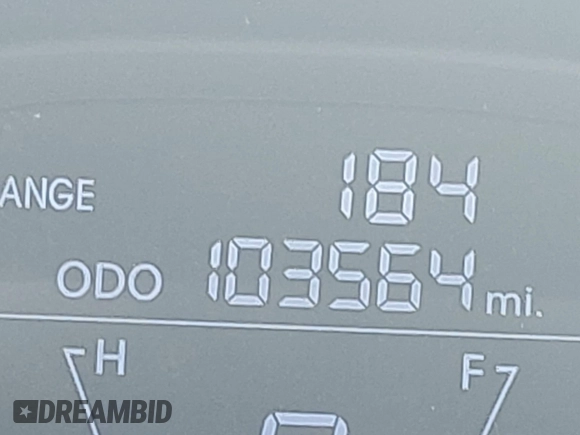 184
ANGE
ODO 103564 mi.
H F
DREAMBID